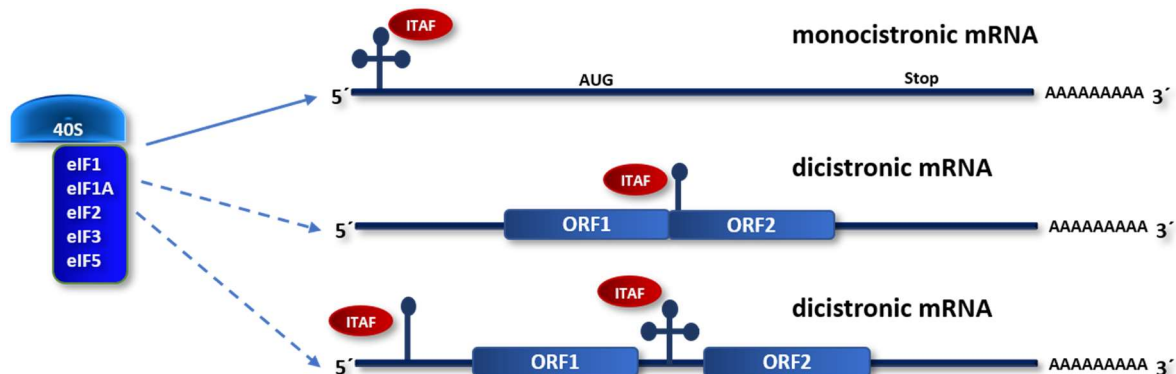 ITAF
monocistronic mRNA
AUG
Stop
5´
AAAAAAAAA 3´
40S
eIF1
eIF1A
eIF2
eIF3
eIF5
dicistronic mRNA
ITAF
5´
ORF1
ORF2
AAAAAAAAA 3´
dicistronic mRNA
ITAF
ITAF
5´
ORF1
ORF2
AAAAAAAAA 3´